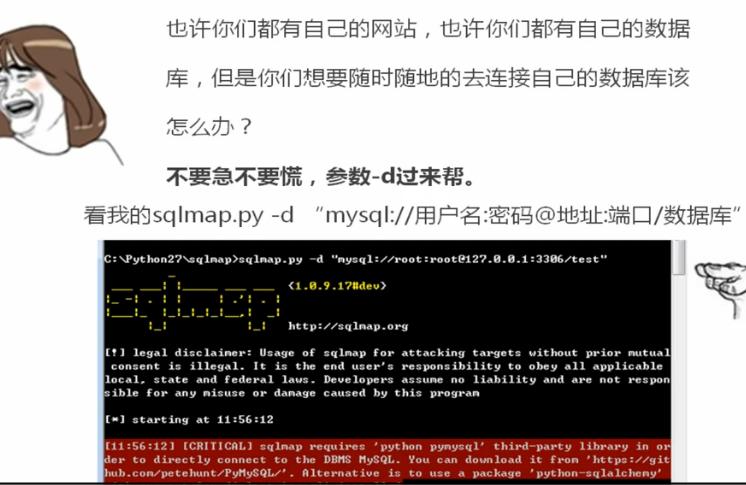 也许你们都有自己的网站，也许你们都有自己的数据
库，但是你们想要随时随地的去连接自己的数据库该
怎么办？
不要急不要慌，参数-d过来帮。
看我的sqlmap.py -d “mysql://用户名:密码@地址:端口/数据库”
C:\Python27\sqlmap>sqlmap.py -d "mysql://root:root@127.0.0.1:3306/test"
sqlmap {1.0.9.17#dev}
http://sqlmap.org
[!] legal disclaimer: Usage of sqlmap for attacking targets without prior mutual
consent is illegal. It is the end user's responsibility to obey all applicable
local, state and federal laws. Developers assume no liability and are not respon
sible for any misuse or damage caused by this program
[*] starting at 11:56:12
[11:56:12] [CRITICAL] sqlmap requires 'python pymysql' third-party library in or
der to directly connect to the DBMS MySQL. You can download it from 'https://git
hub.com/petehunt/PyMySQL/'. Alternative is to use a package 'python-sqlalchemy'